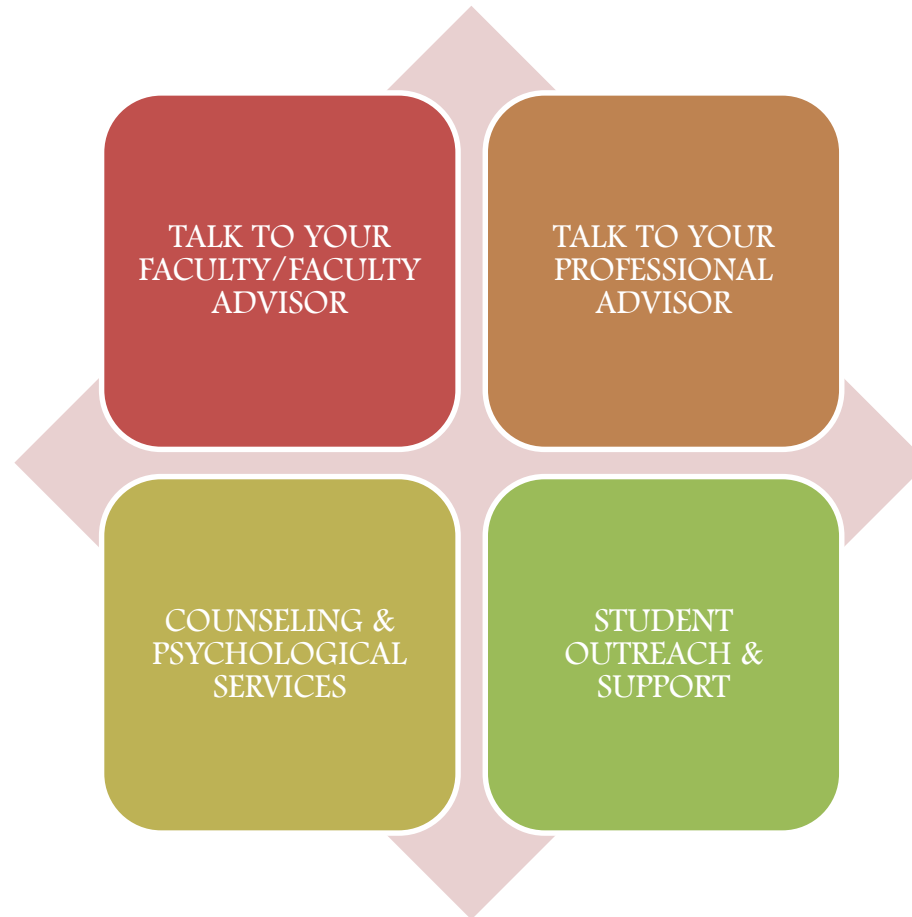 TALK TO YOUR
FACULTY/FACULTY
ADVISOR
TALK TO YOUR
PROFESSIONAL
ADVISOR
COUNSELING &
PSYCHOLOGICAL
SERVICES
STUDENT
OUTREACH &
SUPPORT